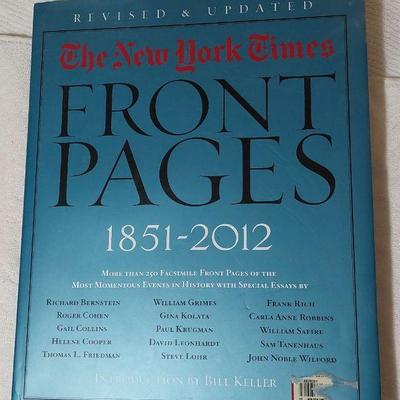 REVISED & UPDATED
The New York Times
FRONT
PAGES
1851-2012
MORE THAN 250 FACSIMILE FRONT PAGES OF THE
MOST MOMENTOUS EVENTS IN HISTORY WITH SPECIAL ESSAYS BY
RICHARD BERNSTEIN
ROGER COHEN
GAIL COLLINS
HELENE COOPER
THOMAS L. FRIEDMAN
WILLIAM GRIMES
GINA KOLATA
PAUL KRUGMAN
DAVID LEONHARDT
STEVE LOHR
FRANK RICH
CARLA ANNE ROBBINS
WILLIAM SAFIRE
SAM TANENHAUS
JOHN NOBLE WILFORD
INTRODUCTION BY BILL KELLER